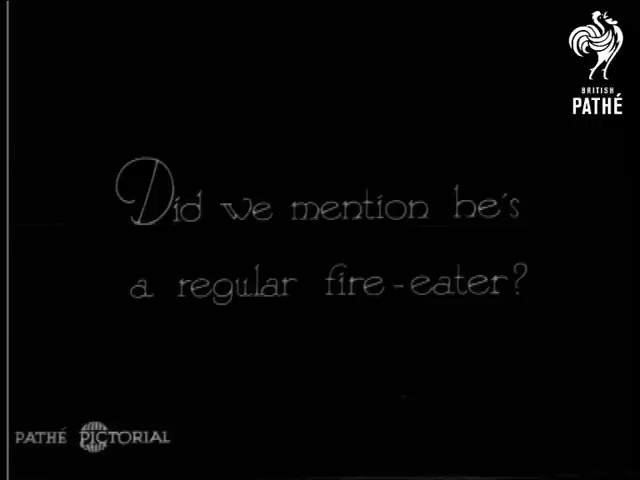 BRITISH
PATHÉ
Did we mention he's
a regular fire-eater?
PATHÉ PICTORIAL